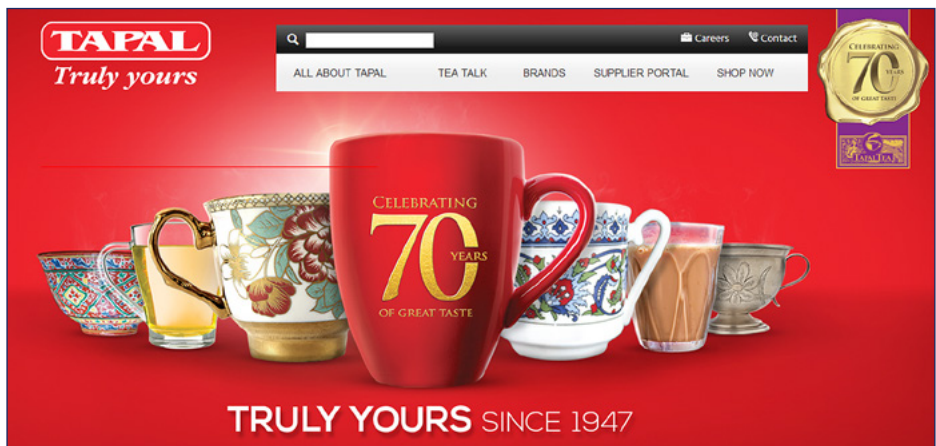 TAPAL
Truly yours
Careers
Contact
ALL ABOUT TAPAL
TEA TALK
BRANDS
SUPPLIER PORTAL
SHOP NOW
CELEBRATING
70
YEARS
OF GREAT TASTE
TAPAL TEA
CELEBRATING
70
YEARS
OF GREAT TASTE
TRULY YOURS SINCE 1947